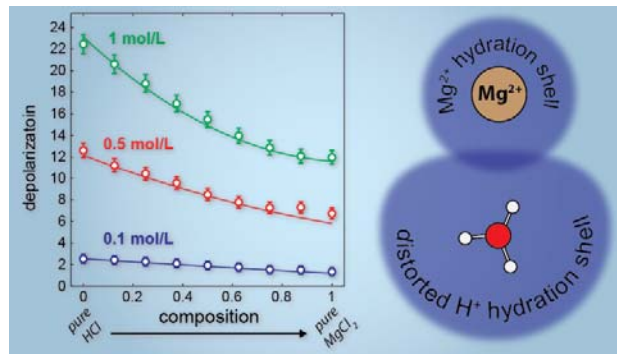 24
22
20
18
16
14
12
10
8
6
4
2
0
depolarizatoin
1 mol/L
0.5 mol/L
0.1 mol/L
0 0.2 0.4 0.6 0.8 1
pure HCl
composition
pure MgCl₂
Mg²⁺ hydration shell
Mg²⁺
distorted H⁺ hydration shell